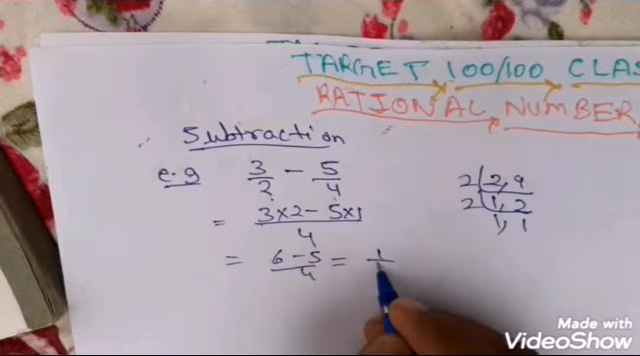 TARGET 100/100 CLAS
RATIONAL NUMBER
Subtraction
e.g 3/2 - 5/4
= 3×2-5×1/4
= 6-5/4 = 1
2 2,4
2 1,2
1,1
Made with
VideoShow